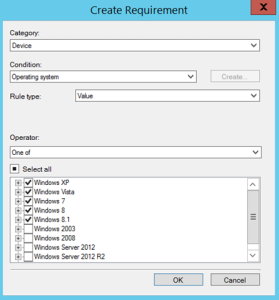 Create Requirement
x
Category:
Device
Condition:
Operating system
Create...
Rule type:
Value
Operator:
One of
Select all
Windows XP
Windows Vista
Windows 7
Windows 8
Windows 8.1
Windows 2003
Windows 2008
Windows Server 2012
Windows Server 2012 R2
OK
Cancel